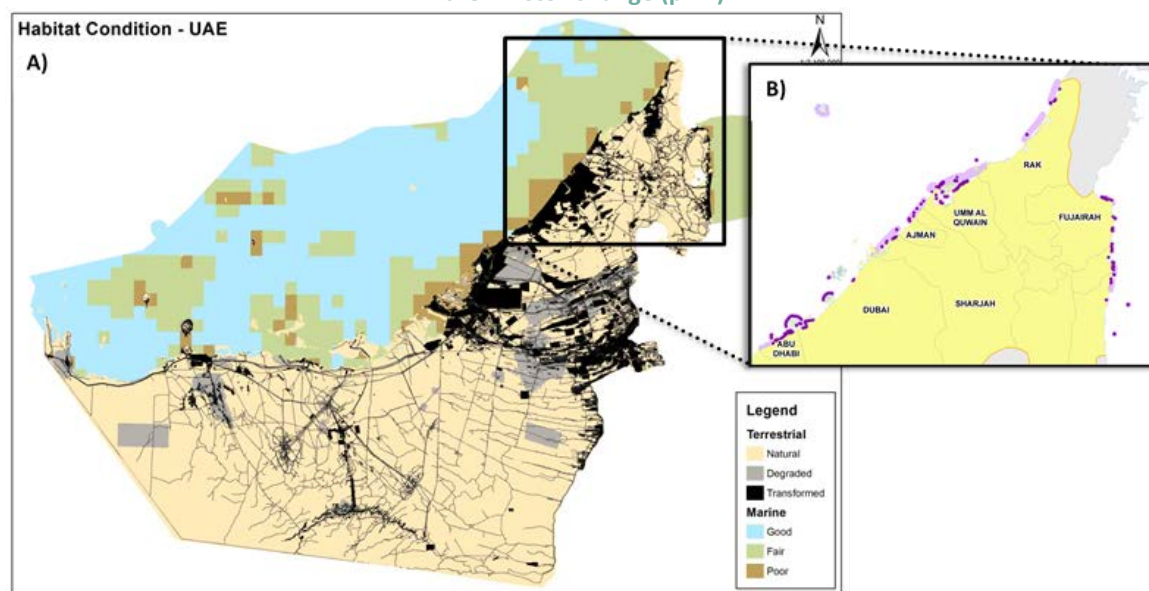 Habitat Condition - UAE
N
A)
B)
RAK
UMM AL
QUWAIN
FUJAIRAH
AJMAN
DUBAI
SHARJAH
ABU
DHABI
Legend
Terrestrial
Natural
Degraded
Transformed
Marine
Good
Fair
Poor